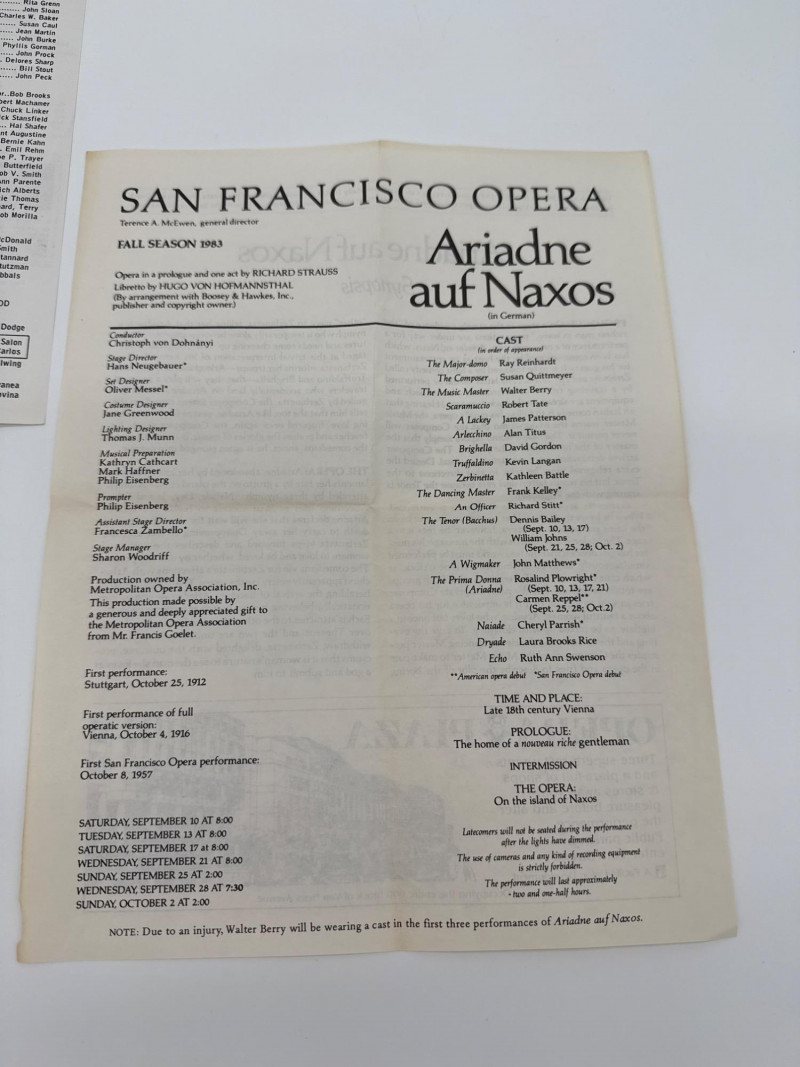 Rita Grenn
John Sloan
Charles W. Baker
Susan Caul
Jean Martin
John Burke
Phyllis Gorman
John Prock
Delores Sharp
Bill Stout
John Peck
Bob Brooks
Machamer
Chuck Linker
Stansfield
Hal Shafer
Augustine
Bernie Kahn
Emil Rehm
P. Trayer
Butterfield
V. Smith
Parente
Alberts
Thomas
Terry
Morilla
Dodge
Salon
SAN FRANCISCO OPERA
Terence A. McEwen, general director
FALL SEASON 1983
Ariadne
auf Naxos
(in German)
Opera in a prologue and one act by RICHARD STRAUSS
Libretto by HUGO VON HOFMANNSTHAL
(By arrangement with Boosey & Hawkes, Inc.,
publisher and copyright owner.)
Conductor
Christoph von Dohnányi
Stage Director
Hans Neugebauer*
Set Designer
Oliver Messel*
Costume Designer
Jane Greenwood
Lighting Designer
Thomas J. Munn
Musical Preparation
Kathryn Cathcart
Mark Haffner
Philip Eisenberg
Prompter
Philip Eisenberg
Assistant Stage Director
Francesca Zambello*
Stage Manager
Sharon Woodriff
Production owned by
Metropolitan Opera Association, Inc.
This production made possible by
a generous and deeply appreciated gift to
the Metropolitan Opera Association
from Mr. Francis Goelet.
First performance:
Stuttgart, October 25, 1912
First performance of full
operatic version:
Vienna, October 4, 1916
First San Francisco Opera performance:
October 8, 1957
SATURDAY, SEPTEMBER 10 AT 8:00
TUESDAY, SEPTEMBER 13 AT 8:00
SATURDAY, SEPTEMBER 17 at 8:00
WEDNESDAY, SEPTEMBER 21 AT 8:00
SUNDAY, SEPTEMBER 25 AT 2:00
WEDNESDAY, SEPTEMBER 28 AT 7:30
SUNDAY, OCTOBER 2 AT 2:00
CAST
(in order of appearance)
The Major-domo Ray Reinhardt
The Composer Susan Quittmeyer
The Music Master Walter Berry
Scaramuccio Robert Tate
A Lackey James Patterson
Arlecchino Alan Titus
Brighella David Gordon
Truffaldino Kevin Langan
Zerbinetta Kathleen Battle
The Dancing Master Frank Kelley*
An Officer Richard Stitt*
The Tenor (Bacchus) Dennis Bailey
(Sept. 10, 13, 17)
William Johns
(Sept. 21, 25, 28; Oct. 2)
A Wigmaker John Matthews*
The Prima Donna Rosalind Plowright*
(Ariadne) (Sept. 10, 13, 17, 21)
Carmen Reppel**
(Sept. 25, 28; Oct.2)
Naiade Cheryl Parrish*
Dryade Laura Brooks Rice
Echo Ruth Ann Swenson
**American opera debut *San Francisco Opera debut
TIME AND PLACE:
Late 18th century Vienna
PROLOGUE:
The home of a nouveau riche gentleman
INTERMISSION
THE OPERA:
On the island of Naxos
Latecomers will not be seated during the performance
after the lights have dimmed.
The use of cameras and any kind of recording equipment
is strictly forbidden.
The performance will last approximately
two and one-half hours.
NOTE: Due to an injury, Walter Berry will be wearing a cast in the first three performances of Ariadne auf Naxos.